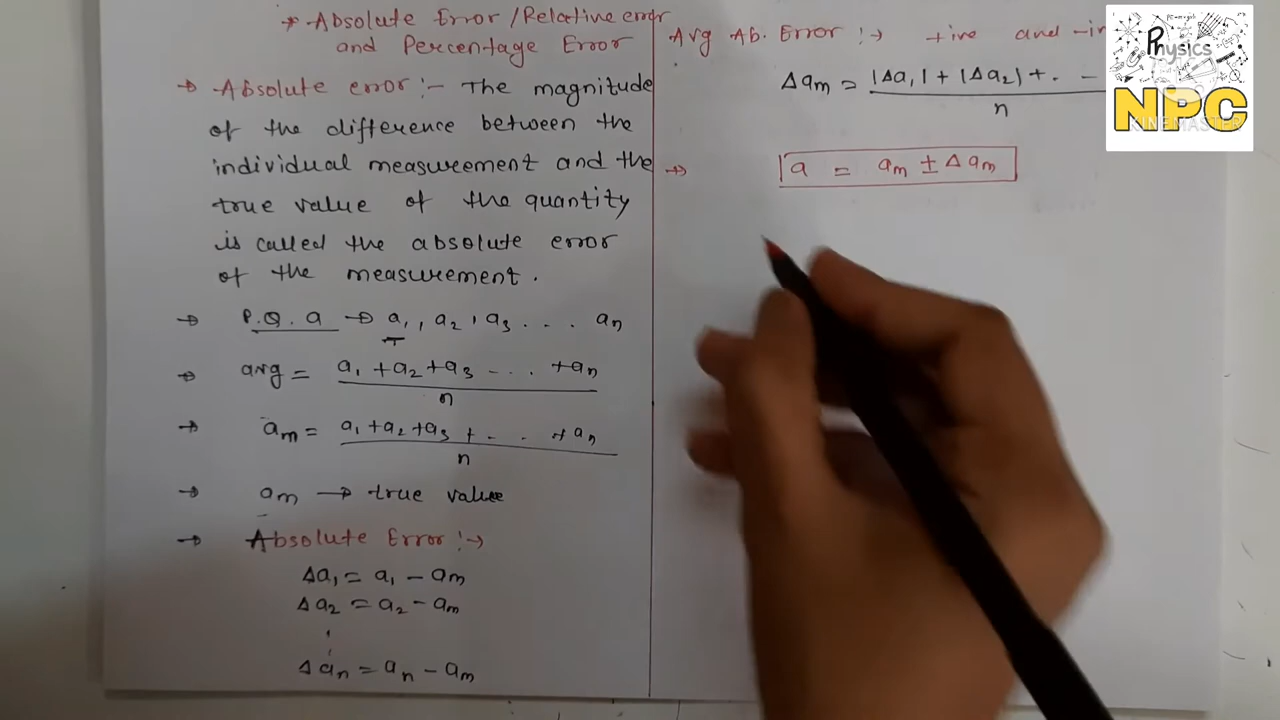 * Absolute Error / Relative error
and Percentage Error
→ Absolute error :- The magnitude
of the difference between the
individual measurement and the
true value of the quantity
is called the absolute error
of the measurement.
→ P.Q. a → a₁, a₂, a₃ . . . aₙ
→ avg = a₁ + a₂ + a₃ - . . . + aₙ / n
→ aₘ = a₁ + a₂ + a₃ + - . . + aₙ / n
→ aₘ → true value
→ Absolute Error :→
Δa₁ = a₁ - aₘ
Δa₂ = a₂ - aₘ
⋮
Δaₙ = aₙ - aₘ
Avg Ab. Error :→ +ive and -i
Δaₘ = |Δa₁| + |Δa₂| + . - / n
→ a = aₘ ± Δaₘ
Physics
NPC
KINEMASTER